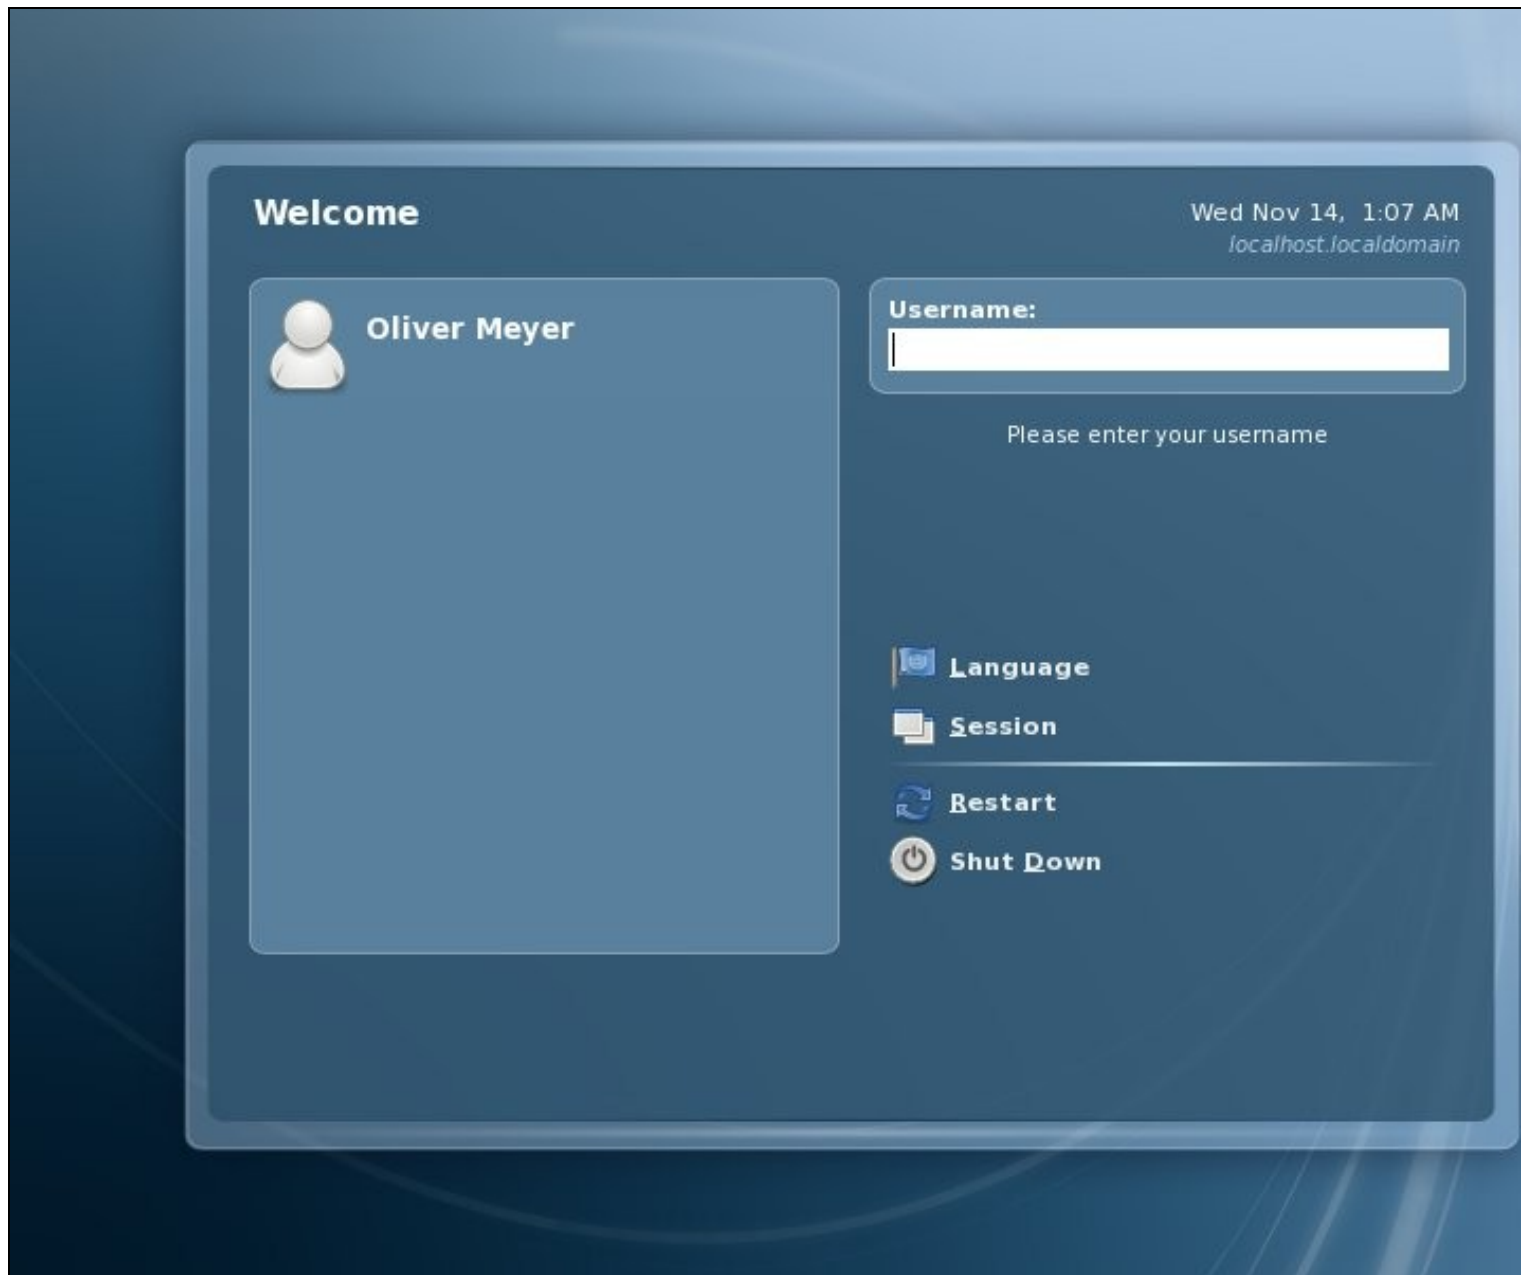 Welcome
Wed Nov 14,  1:07 AM
localhost.localdomain
Oliver Meyer
Username:
Please enter your username
Language
Session
Restart
Shut Down